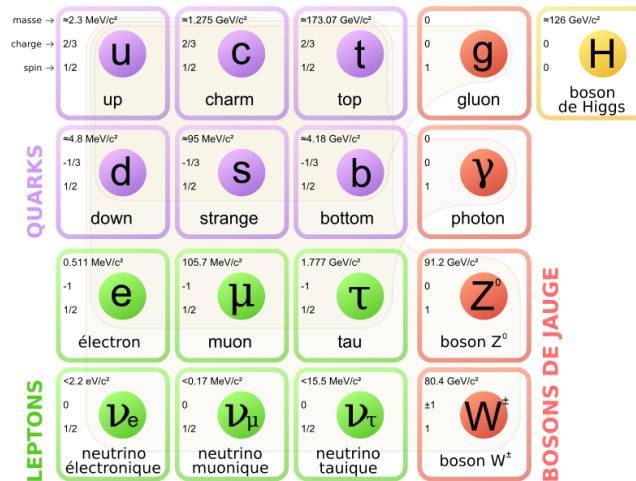 masse → ≈2.3 MeV/c² ≈1.275 GeV/c² ≈173.07 GeV/c² 0 ≈126 GeV/c²
charge → 2/3 2/3 2/3 0 0
spin → 1/2 1/2 1/2 1 0
u c t g H
up charm top gluon boson de Higgs
QUARKS
≈4.8 MeV/c² ≈95 MeV/c² ≈4.18 GeV/c² 0
-1/3 -1/3 -1/3 0
1/2 1/2 1/2 1
d s b γ
down strange bottom photon
0.511 MeV/c² 105.7 MeV/c² 1.777 GeV/c² 91.2 GeV/c²
-1 -1 -1 0
1/2 1/2 1/2 1
e μ τ Z⁰
électron muon tau boson Z⁰
LEPTONS
<2.2 eV/c² <0.17 MeV/c² <15.5 MeV/c² 80.4 GeV/c²
0 0 0 ±1
1/2 1/2 1/2 1
νe νμ ντ W±
neutrino électronique neutrino muonique neutrino tauique boson W±
BOSONS DE JAUGE